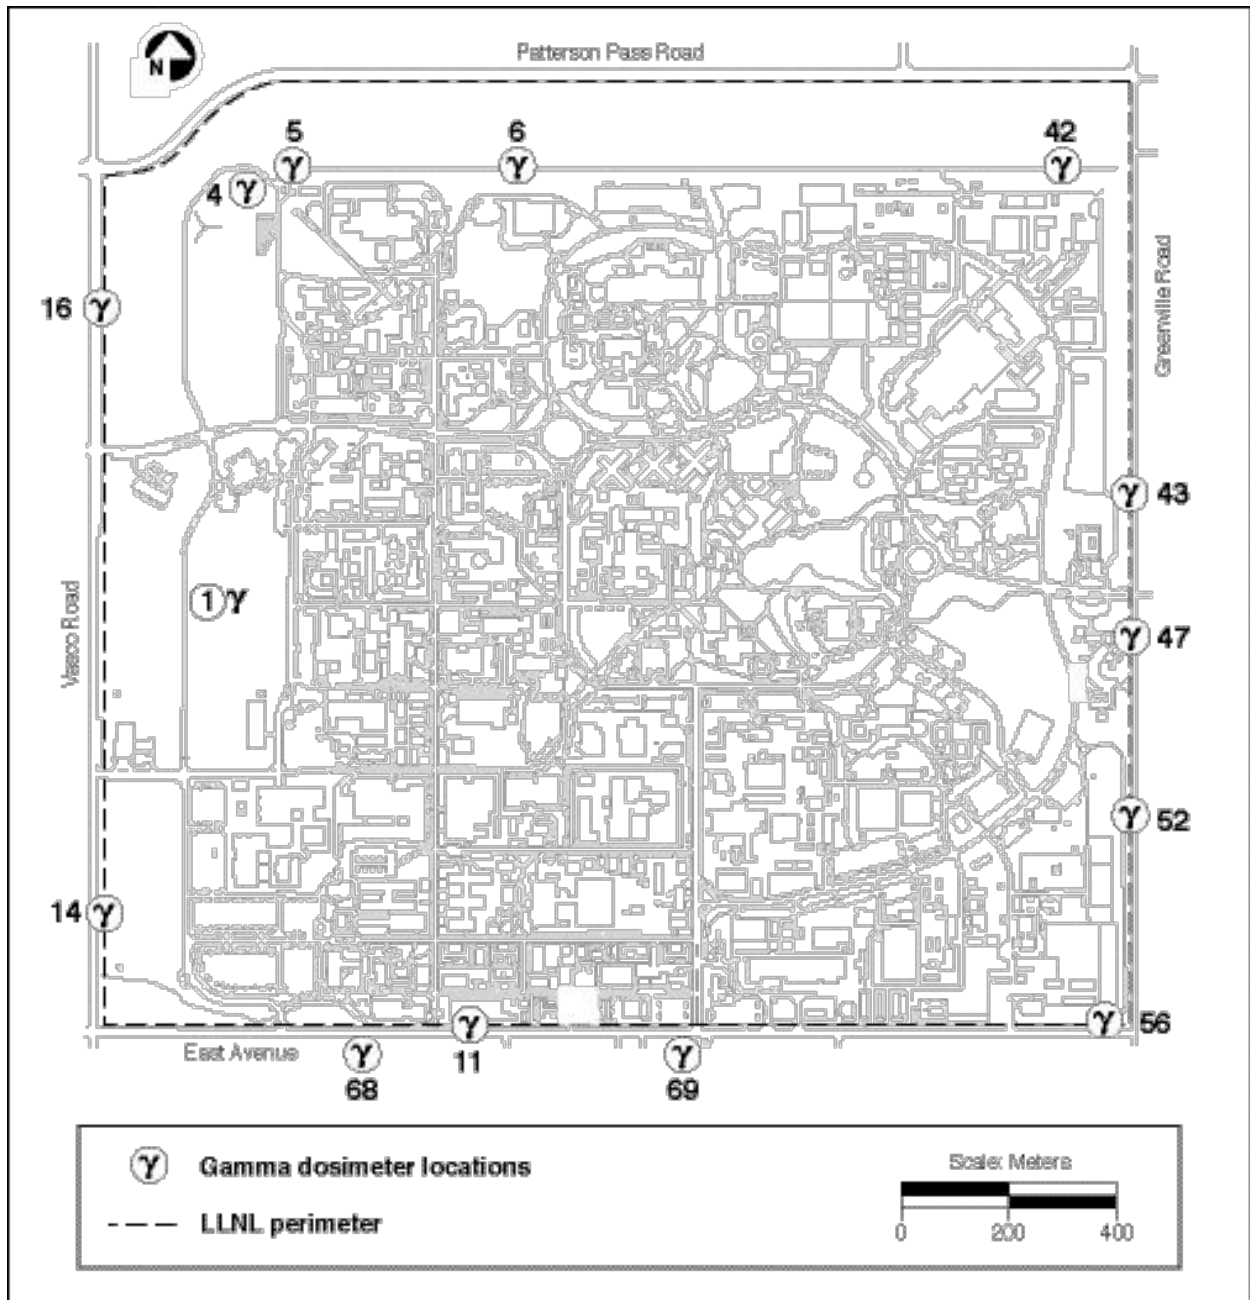 Patterson Pass Road
N
5
6
42
4
γ
γ
γ
γ
Greenville Road
16 γ
γ 43
1 γ
Vasco Road
γ 47
γ 52
14 γ
γ 56
γ
East Avenue
γ
11
γ
68
69
γ Gamma dosimeter locations
Scale: Meters
LLNL perimeter
0 200 400